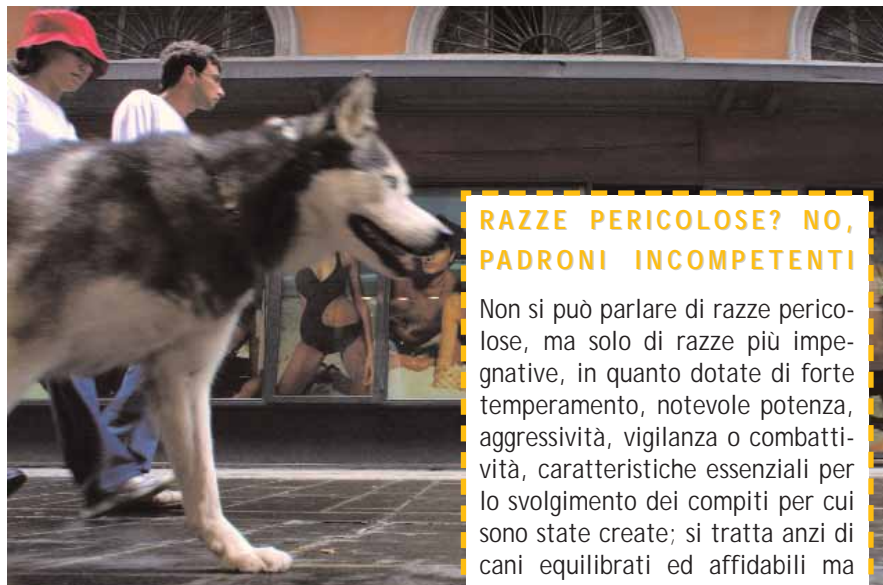 RAZZE PERICOLOSE? NO,
PADRONI INCOMPETENTI
Non si può parlare di razze perico-
lose, ma solo di razze più impe-
gnative, in quanto dotate di forte
temperamento, notevole potenza,
aggressività, vigilanza o combatti-
vità, caratteristiche essenziali per
lo svolgimento dei compiti per cui
sono state create; si tratta anzi di
cani equilibrati ed affidabili ma